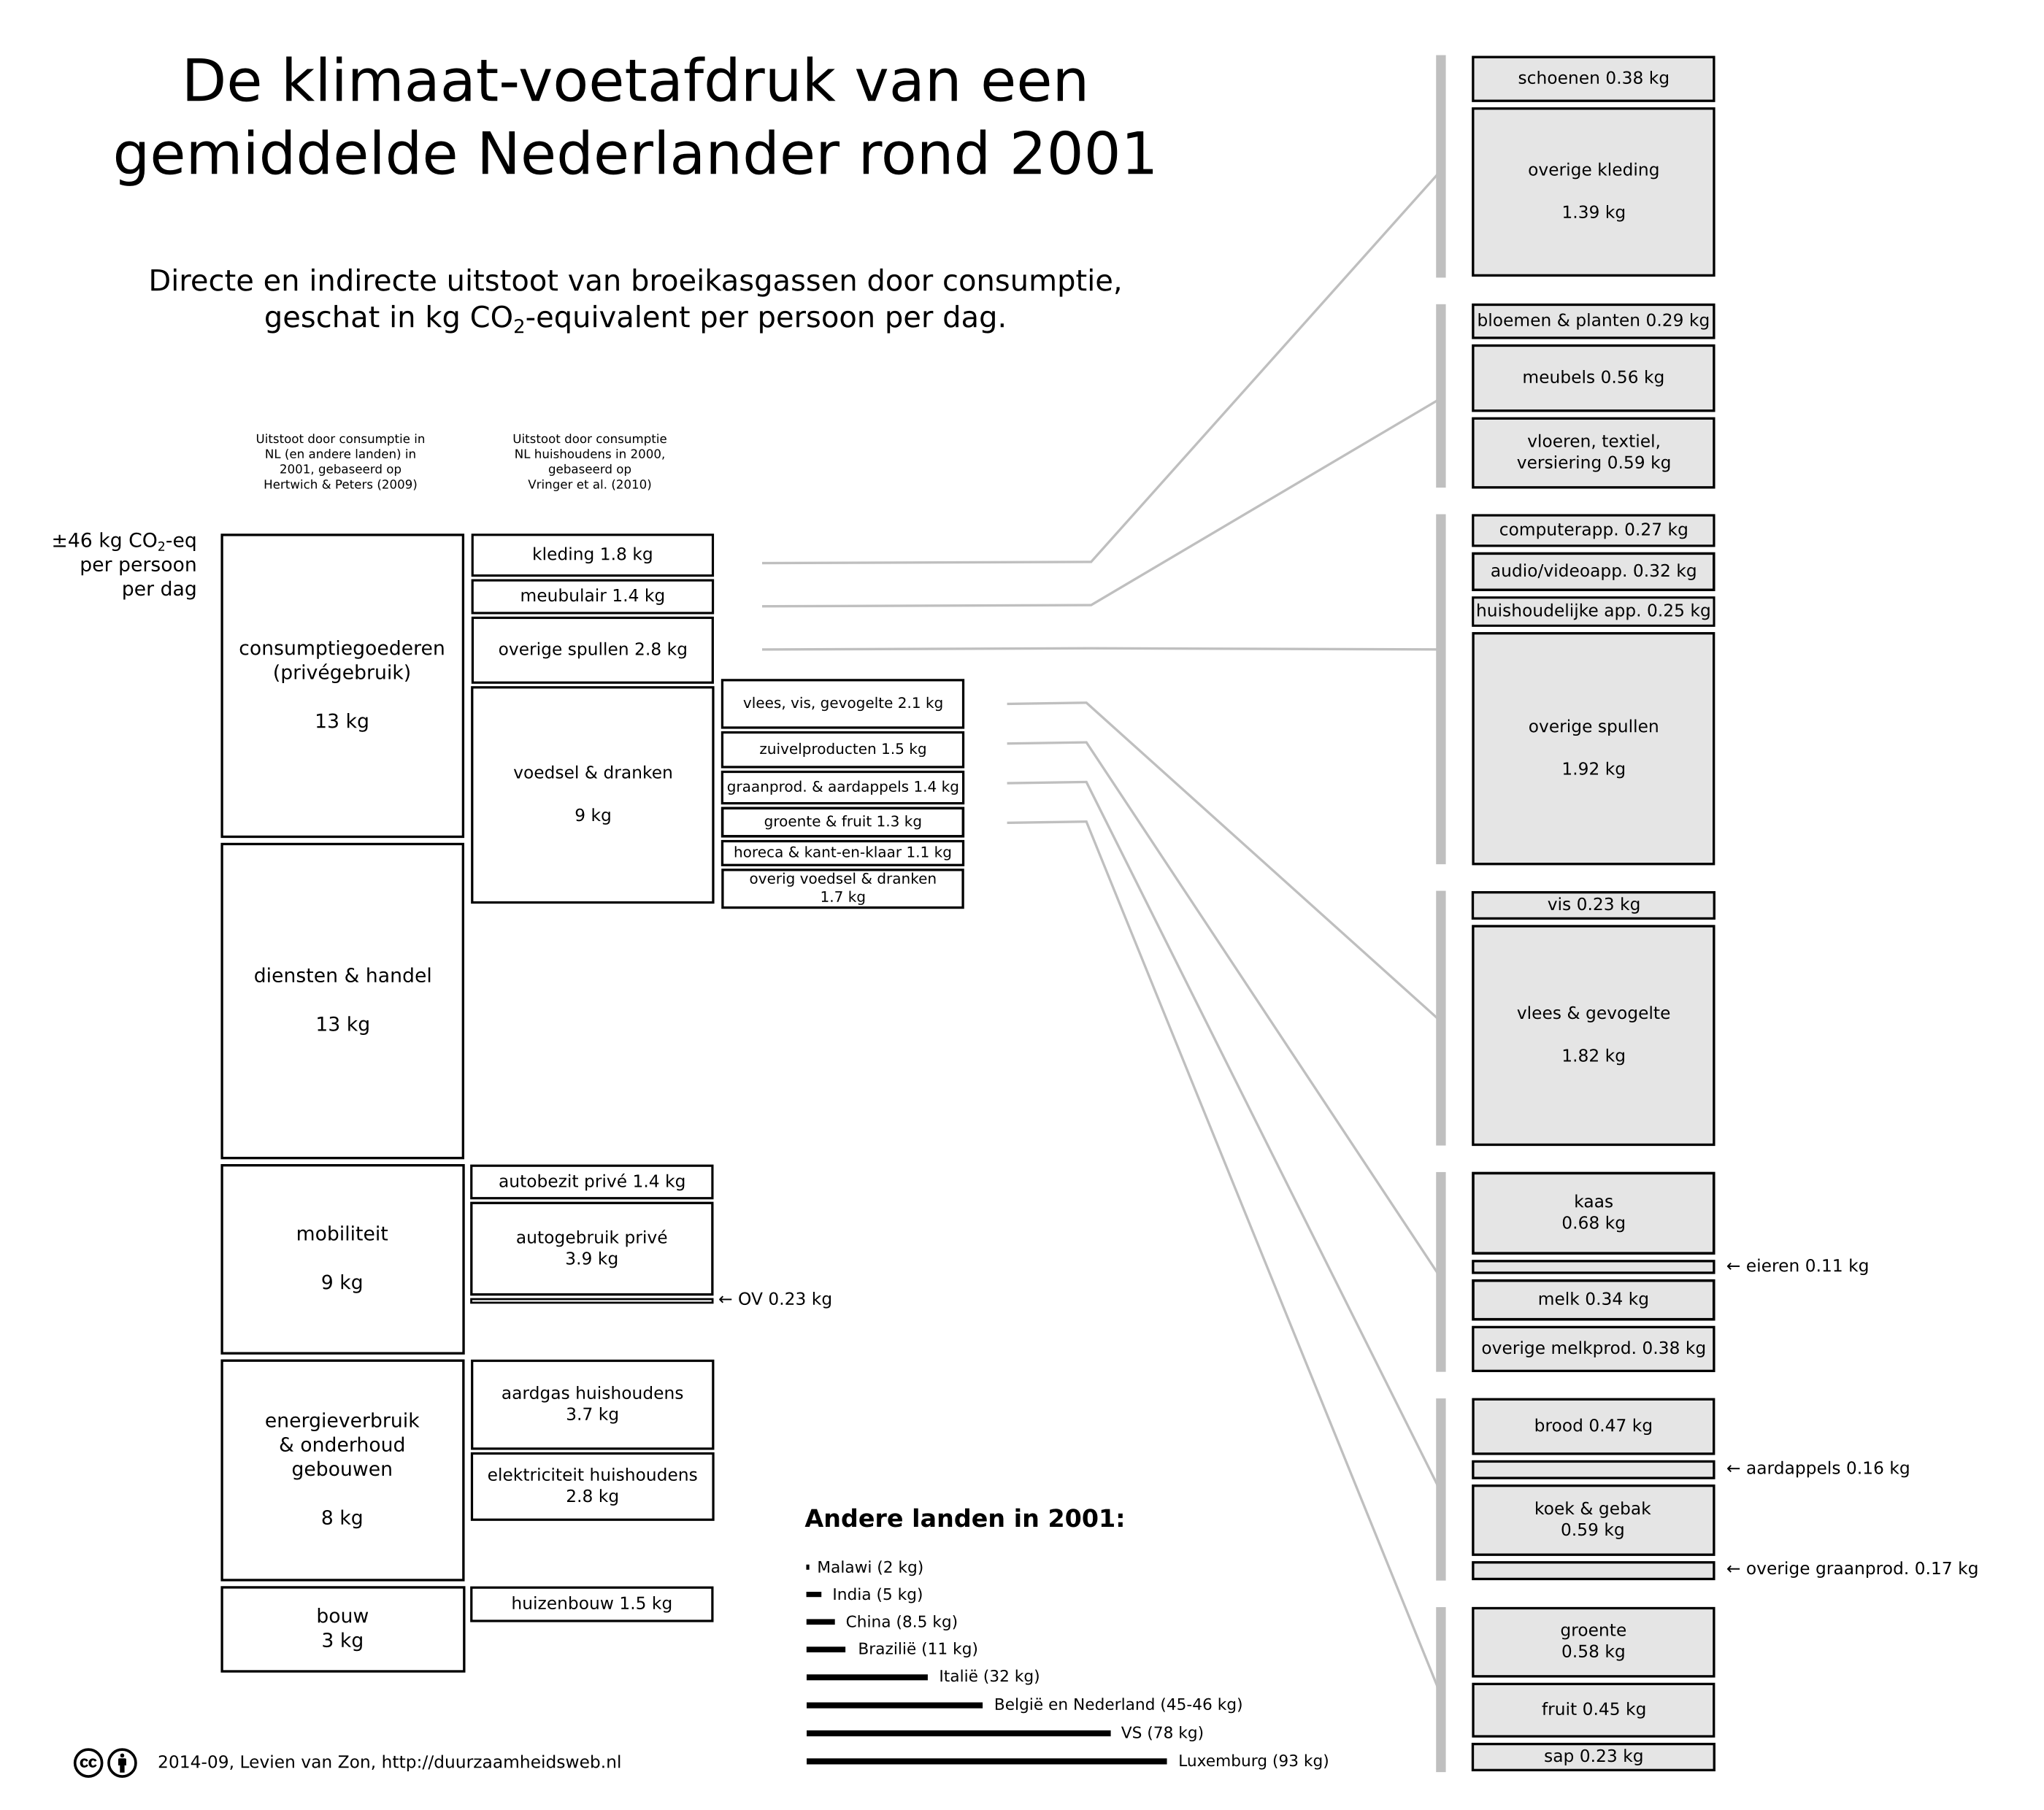 De klimaat-voetafdruk van een
gemiddelde Nederlander rond 2001
Directe en indirecte uitstoot van broeikasgassen door consumptie,
geschat in kg CO₂-equivalent per persoon per dag.
Uitstoot door consumptie in
NL (en andere landen) in
2001, gebaseerd op
Hertwich & Peters (2009)
Uitstoot door consumptie
NL huishoudens in 2000,
gebaseerd op
Vringer et al. (2010)
±46 kg CO₂-eq
per persoon
per dag
consumptiegoederen
(privégebruik)
13 kg
diensten & handel
13 kg
mobiliteit
9 kg
energieverbruik
& onderhoud
gebouwen
8 kg
bouw
3 kg
kleding 1.8 kg
meubulair 1.4 kg
overige spullen 2.8 kg
voedsel & dranken
9 kg
autobezit privé 1.4 kg
autogebruik privé
3.9 kg
← OV 0.23 kg
aardgas huishoudens
3.7 kg
elektriciteit huishoudens
2.8 kg
huizenbouw 1.5 kg
vlees, vis, gevogelte 2.1 kg
zuivelproducten 1.5 kg
graanprod. & aardappels 1.4 kg
groente & fruit 1.3 kg
horeca & kant-en-klaar 1.1 kg
overig voedsel & dranken
1.7 kg
schoenen 0.38 kg
overige kleding
1.39 kg
bloemen & planten 0.29 kg
meubels 0.56 kg
vloeren, textiel,
versiering 0.59 kg
computerapp. 0.27 kg
audio/videoapp. 0.32 kg
huishoudelijke app. 0.25 kg
overige spullen
1.92 kg
vis 0.23 kg
vlees & gevogelte
1.82 kg
kaas
0.68 kg
← eieren 0.11 kg
melk 0.34 kg
overige melkprod. 0.38 kg
brood 0.47 kg
← aardappels 0.16 kg
koek & gebak
0.59 kg
← overige graanprod. 0.17 kg
groente
0.58 kg
fruit 0.45 kg
sap 0.23 kg
Andere landen in 2001:
Malawi (2 kg)
India (5 kg)
China (8.5 kg)
Brazilië (11 kg)
Italië (32 kg)
België en Nederland (45-46 kg)
VS (78 kg)
Luxemburg (93 kg)
cc
2014-09, Levien van Zon, http://duurzaamheidsweb.nl